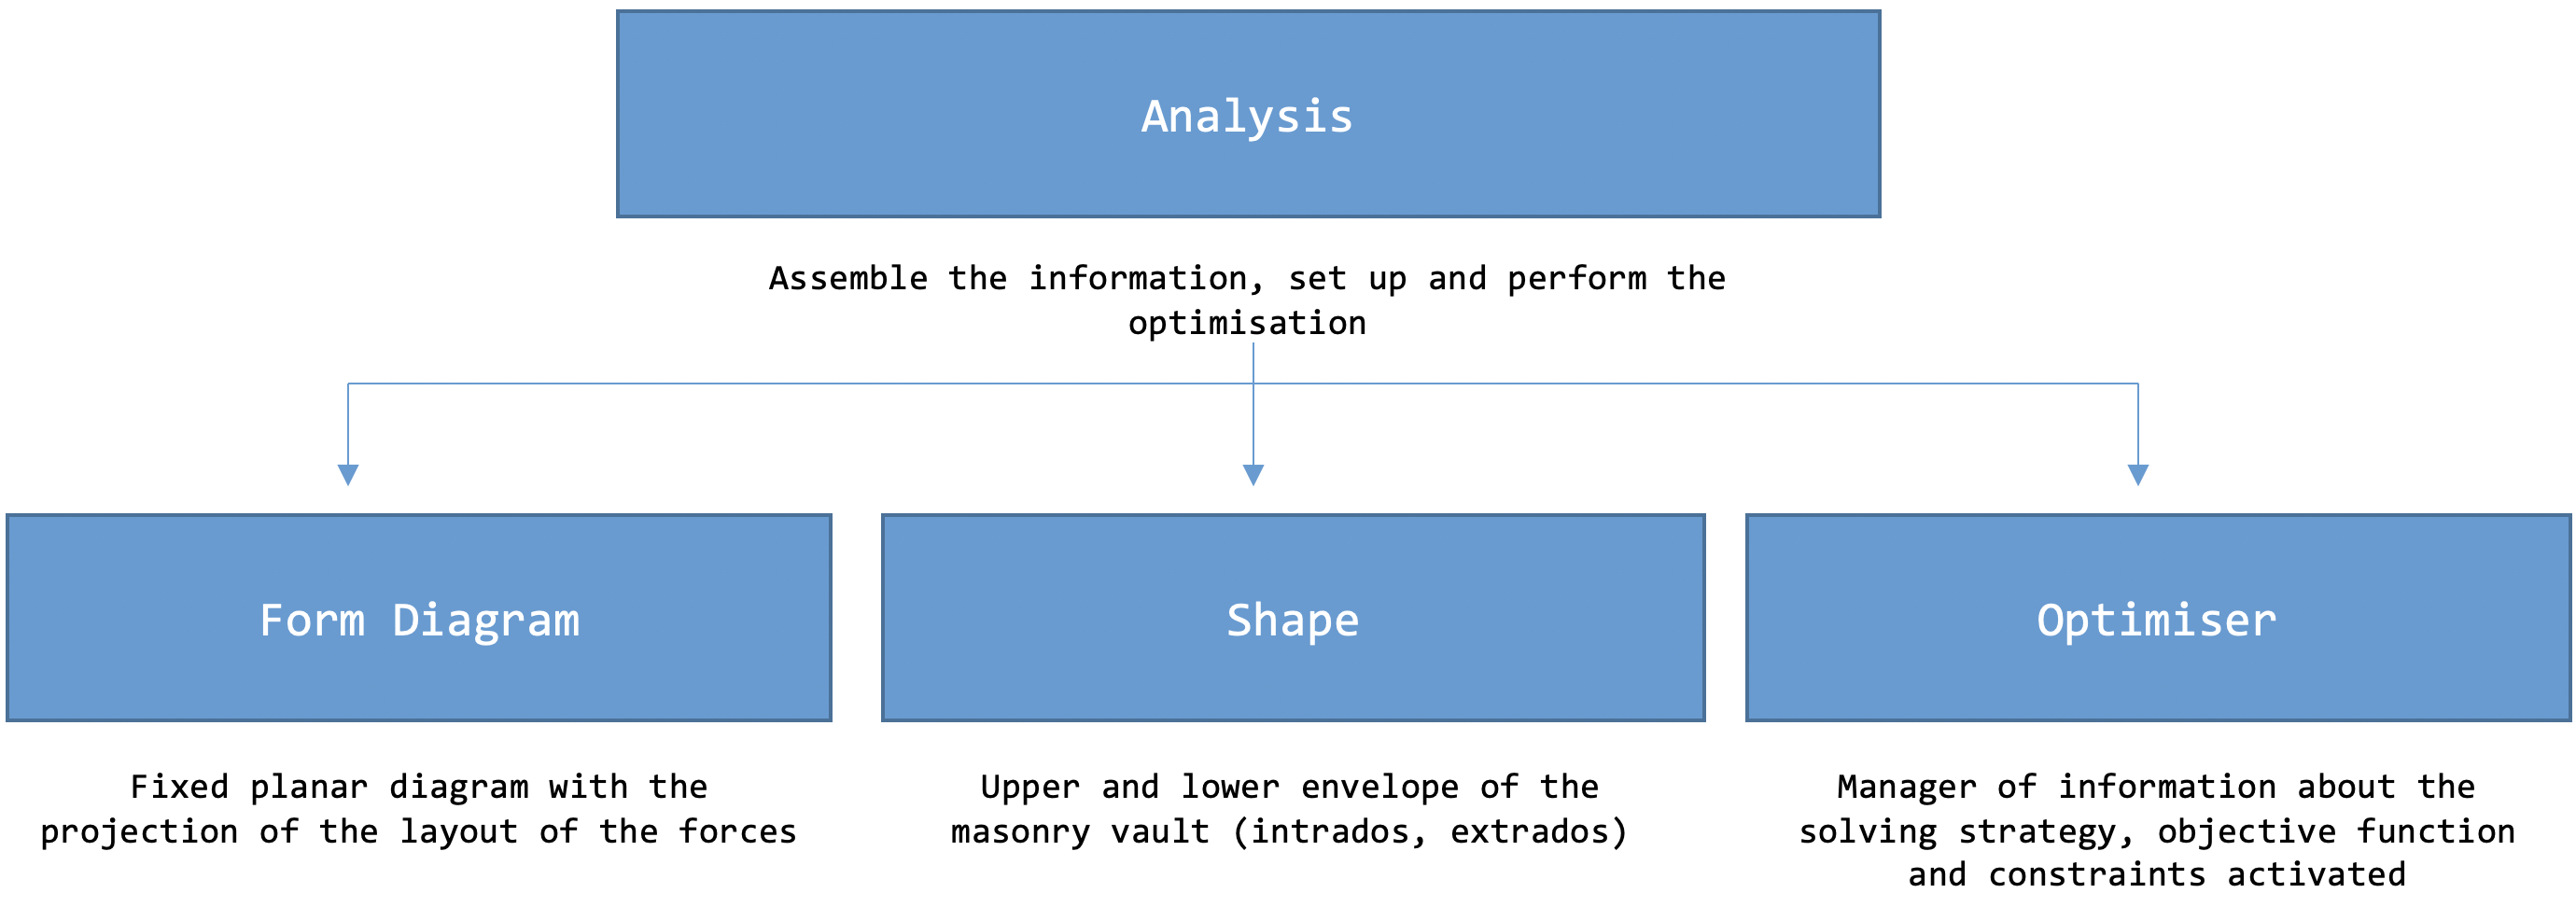 Analysis
Assemble the information, set up and perform the
optimisation
Form Diagram
Fixed planar diagram with the
projection of the layout of the forces
Shape
Upper and lower envelope of the
masonry vault (intrados, extrados)
Optimiser
Manager of information about the
solving strategy, objective function
and constraints activated